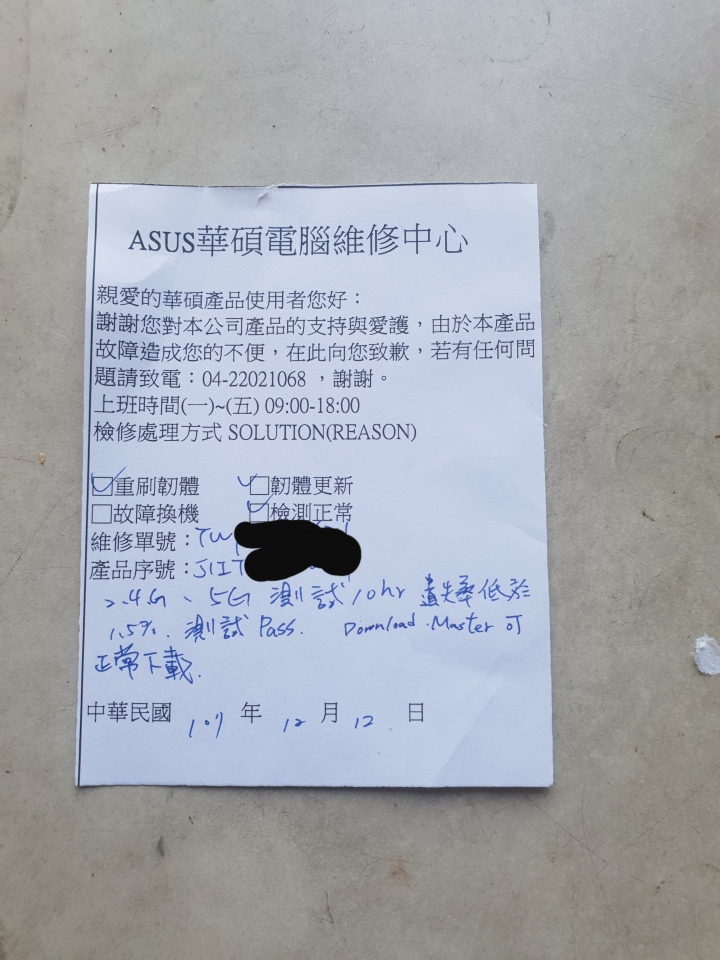 ASUS華碩電腦維修中心
親愛的華碩產品使用者您好：
謝謝您對本公司產品的支持與愛護，由於本產品
故障造成您的不便，在此向您致歉，若有任何問
題請致電：04-22021068 ，謝謝。
上班時間(一)~(五) 09:00-18:00
檢修處理方式 SOLUTION(REASON)
☑重刷韌體 ☑韌體更新
☐故障換機 ☑檢測正常
維修單號：TW
產品序號：J1IT
2.4G、5G 測試10hr 遺失率低於
1.5%. 測試 Pass. Download Master 可
正常下載.
中華民國 107 年 12 月 12 日